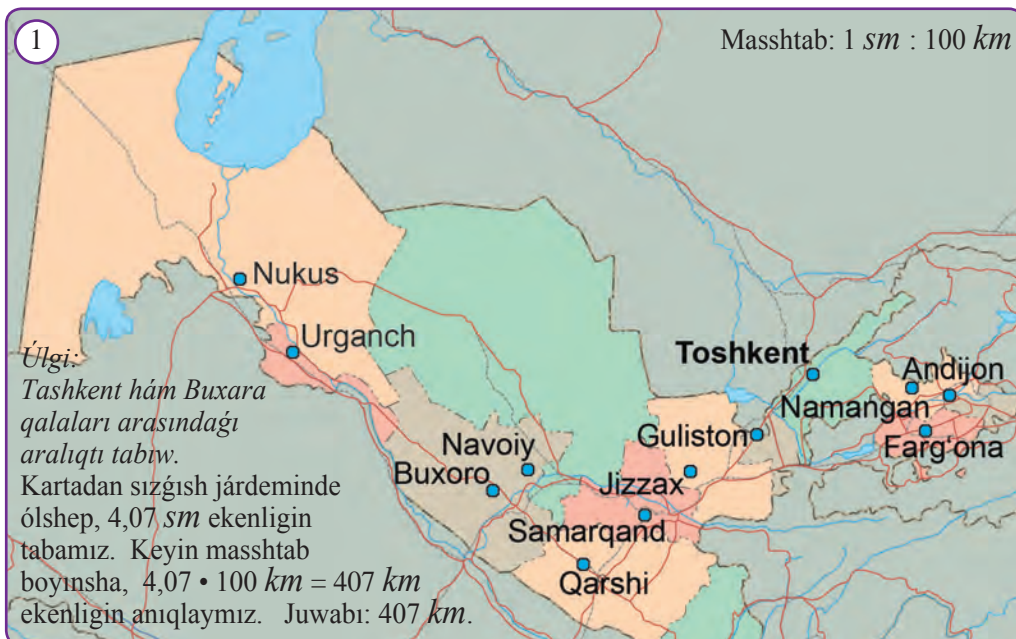 1
Masshtab: 1 sm : 100 km
Nukus
Urganch
Toshkent
Andijon
Namangan
Farg‘ona
Guliston
Navoiy
Buxoro
Jizzax
Samarqand
Qarshi
Úlgi:
Tashkent hám Buxara
qalaları arasındaǵı
aralıqtı tabiw.
Kartadan sızǵısh járdeminde
ólshep, 4,07 sm ekenligin
tabamız. Keyin masshtab
boyınsha, 4,07 • 100 km = 407 km
ekenligin anıqlaymız. Juwabı: 407 km.